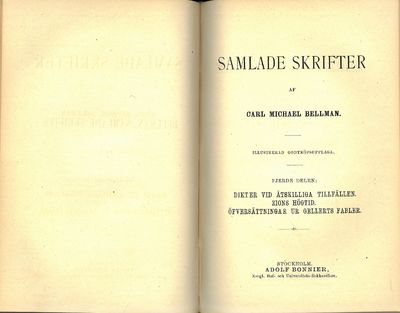 SAMLADE SKRIFTER
AF
CARL MICHAEL BELLMAN.
ILLUSTRERAD GODTKÖPSUPPLAGA.
FJERDE DELEN:
DIKTER VID ÅTSKILLIGA TILLFÄLLEN.
ZIONS HÖGTID.
ÖFVERSÄTTNINGAR UR GELLERTS FABLER.
STOCKHOLM.
ADOLF BONNIER,
Kongl. Hof- och Universitets-Bokhandlare.